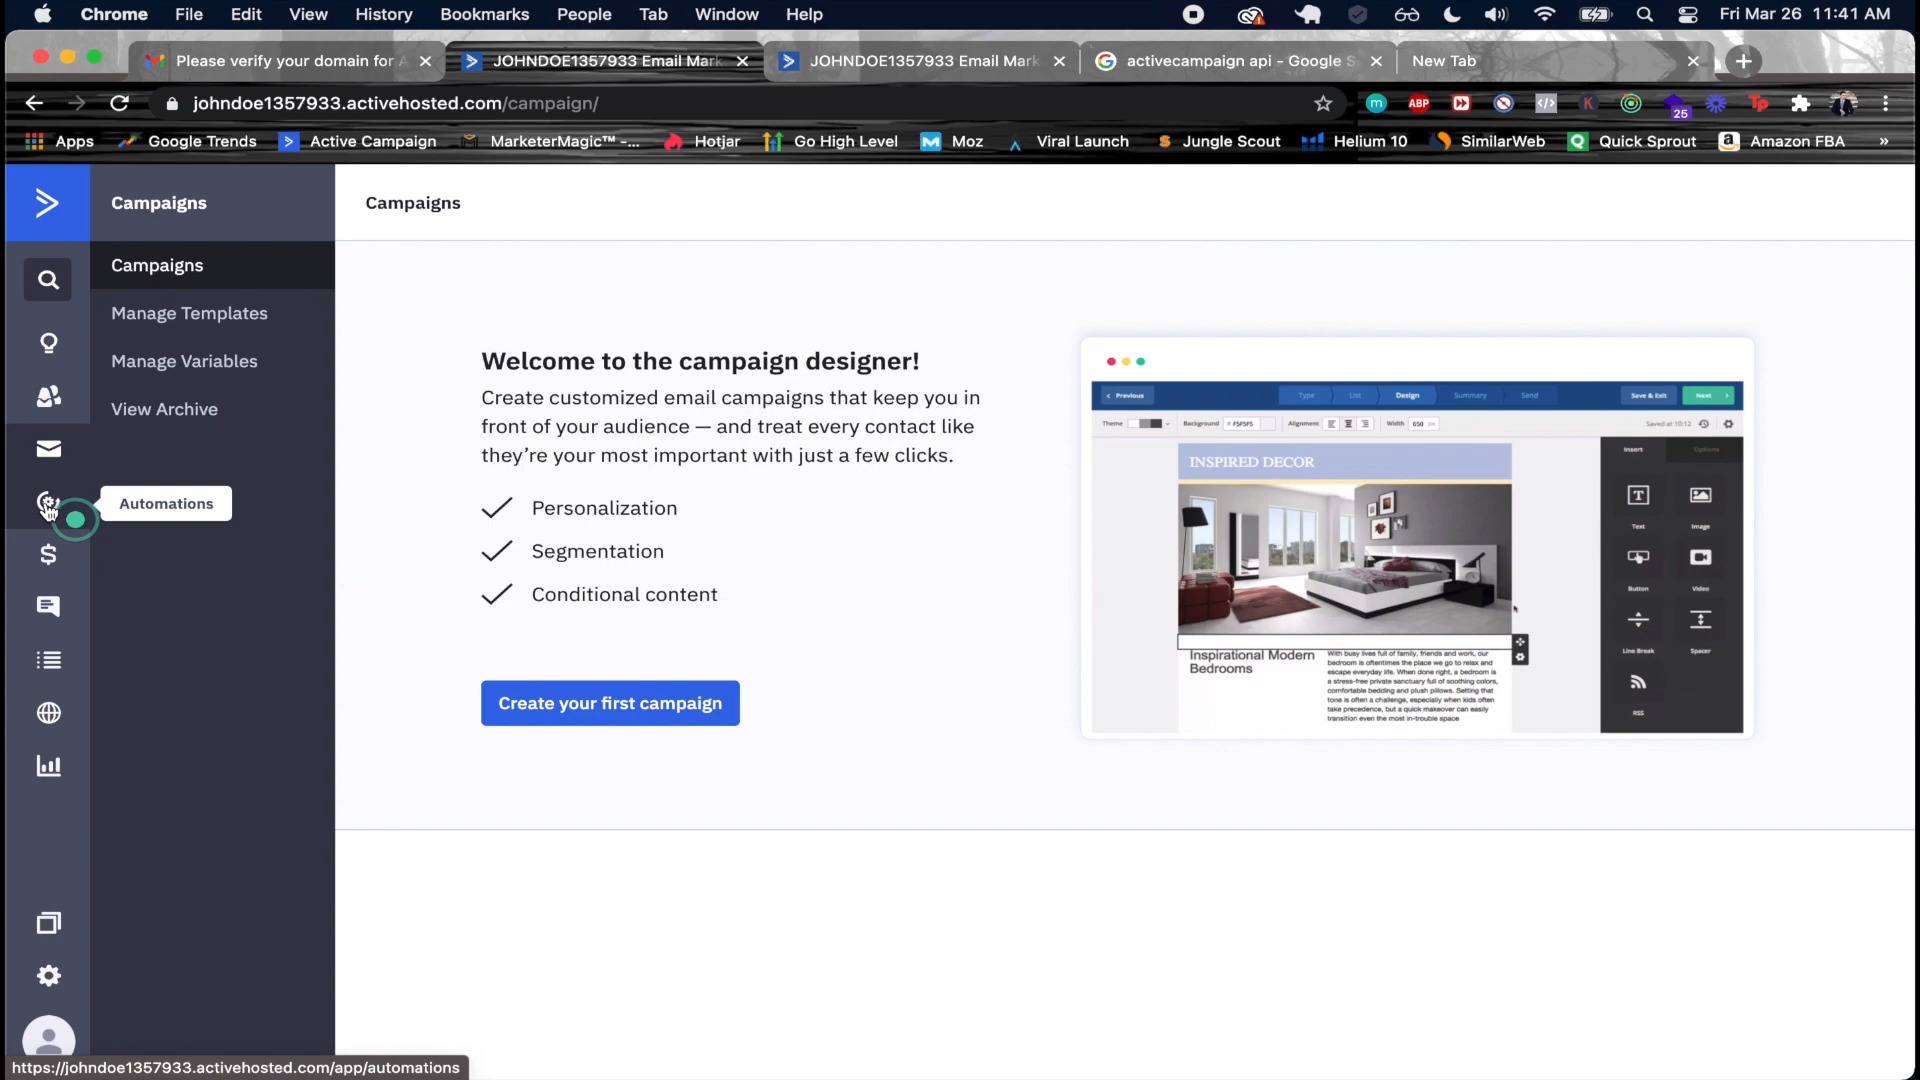 Chrome File Edit View History Bookmarks People Tab Window Help
Fri Mar 26 11:41 AM
Please verify your domain for A
JOHNDOE1357933 Email Mark
JOHNDOE1357933 Email Mark
activecampaign api - Google S
New Tab
johndoe1357933.activehosted.com/campaign/
ABP
25
Apps
Google Trends
Active Campaign
MarketerMagic™ -...
Hotjar
Go High Level
Moz
Viral Launch
Jungle Scout
Helium 10
SimilarWeb
Quick Sprout
Amazon FBA
»
Campaigns
Campaigns
Campaigns
Manage Templates
Manage Variables
View Archive
Automations
Welcome to the campaign designer!
Create customized email campaigns that keep you in
front of your audience — and treat every contact like
they’re your most important with just a few clicks.
Personalization
Segmentation
Conditional content
Create your first campaign
Previous
Type
List
Design
Summary
Send
Save & Exit
Next
Theme
Background
# F5F5F5
Alignment
Width
650 px
Saved at 10:12
INSPIRED DECOR
Insert
Options
Text
Image
Button
Video
Line Break
Spacer
RSS
Inspirational Modern
Bedrooms
With busy lives full of family, friends and work, our
bedroom is oftentimes the place we go to relax and
escape everyday life. When done right, a bedroom is
a stress-free private sanctuary full of soothing colors,
comfortable bedding and plush pillows. Setting that
tone is often a challenge, especially when kids often
take precedence, but a quick makeover can easily
transition even the most in-trouble space
https://johndoe1357933.activehosted.com/app/automations